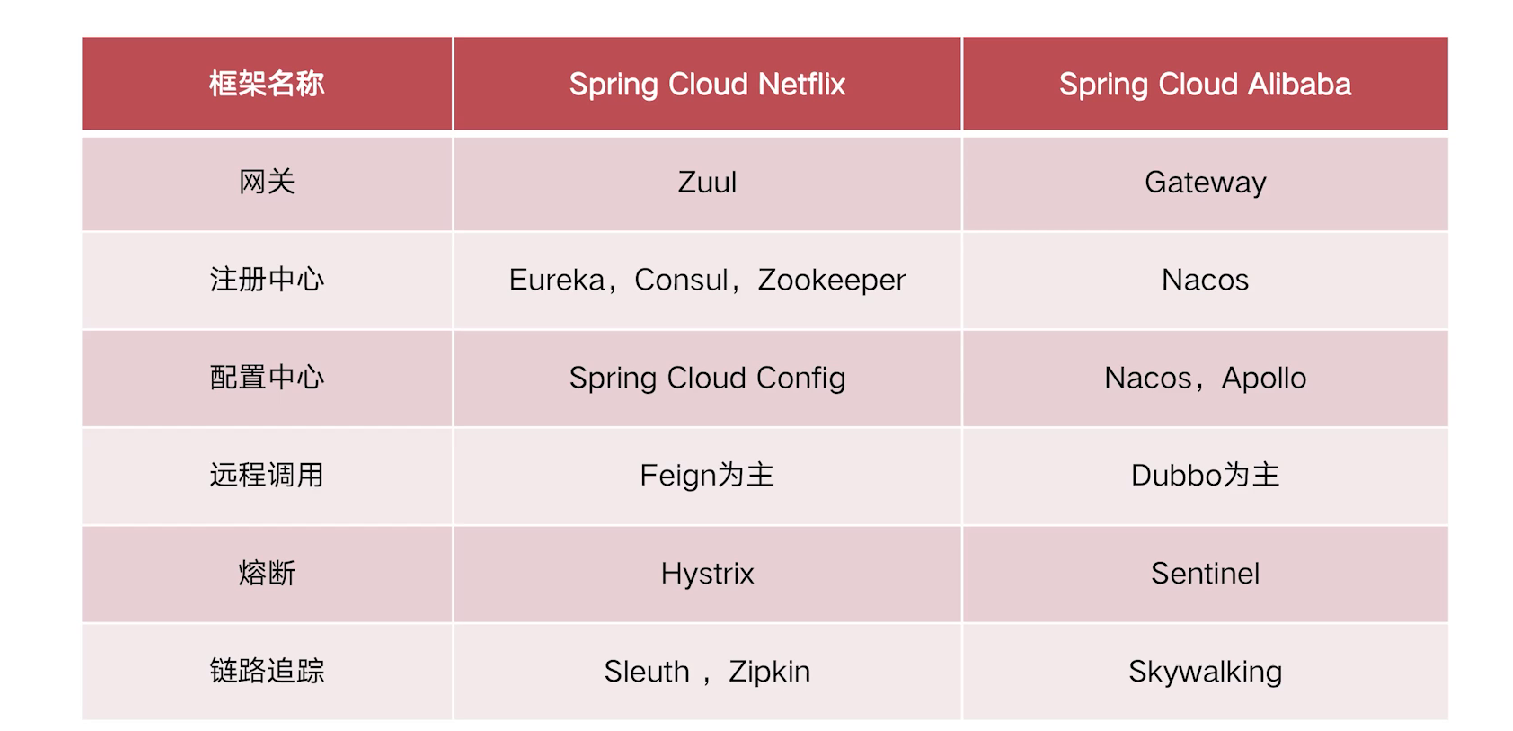 框架名称 Spring Cloud Netflix Spring Cloud Alibaba
网关 Zuul Gateway
注册中心 Eureka，Consul，Zookeeper Nacos
配置中心 Spring Cloud Config Nacos，Apollo
远程调用 Feign为主 Dubbo为主
熔断 Hystrix Sentinel
链路追踪 Sleuth ，Zipkin Skywalking